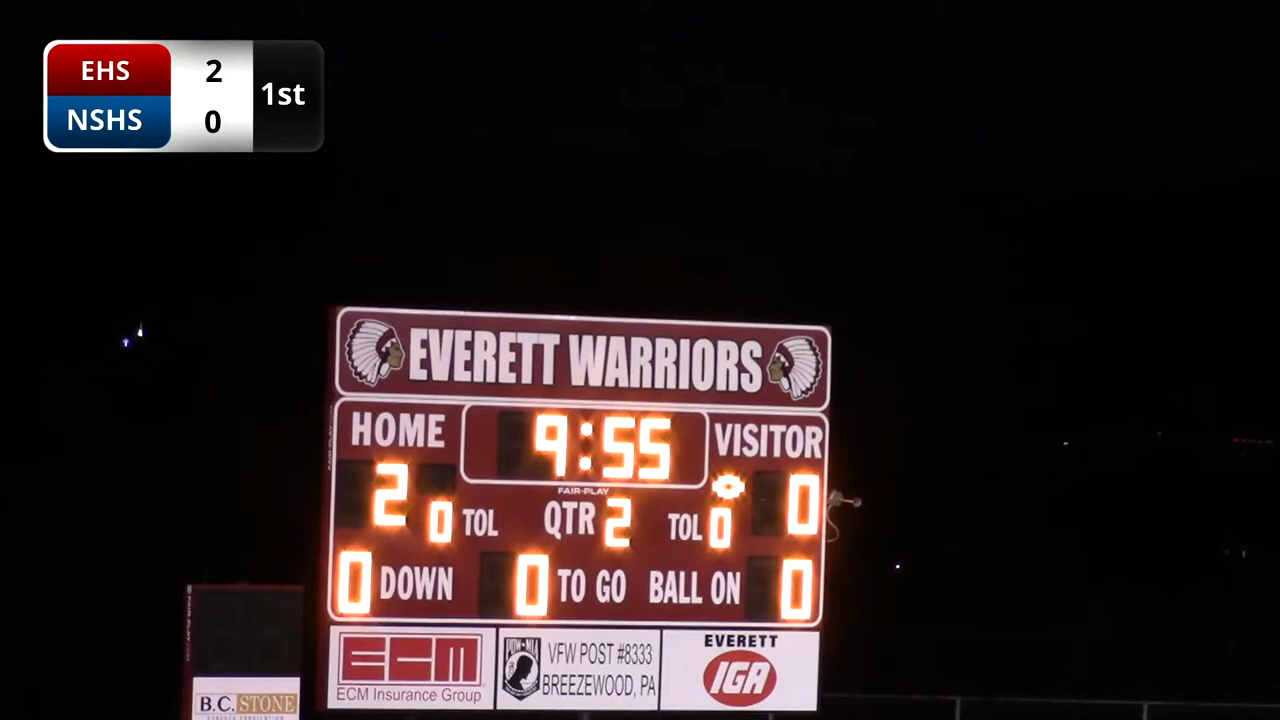 EHS 2
NSHS 0
1st
EVERETT WARRIORS
HOME 9:55 VISITOR
FAIR-PLAY
2 0 TOL QTR 2 TOL 0 0
0 DOWN 0 TO GO BALL ON 0
ECM
ECM Insurance Group
POW★MIA
VFW POST #8333
BREEZEWOOD, PA
EVERETT
IGA
B.C. STONE